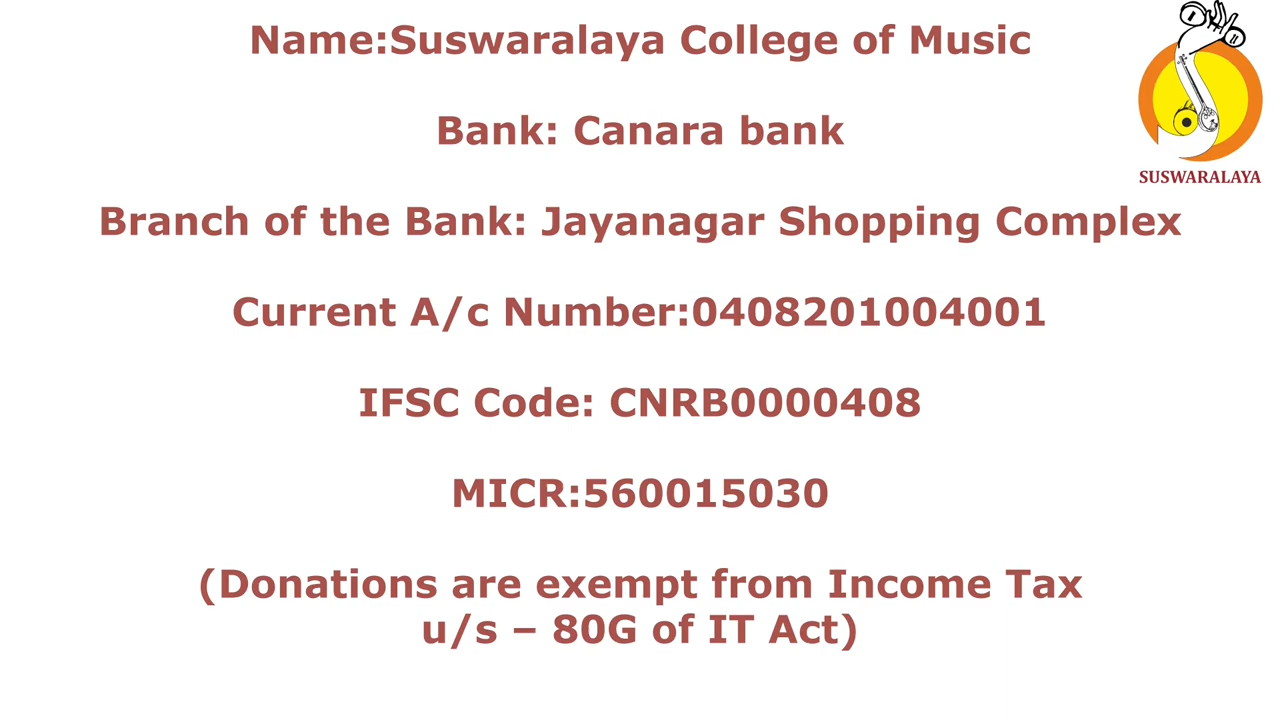 Name:Suswaralaya College of Music
Bank: Canara bank
SUSWARALAYA
Branch of the Bank: Jayanagar Shopping Complex
Current A/c Number:0408201004001
IFSC Code: CNRB0000408
MICR:560015030
(Donations are exempt from Income Tax
u/s – 80G of IT Act)